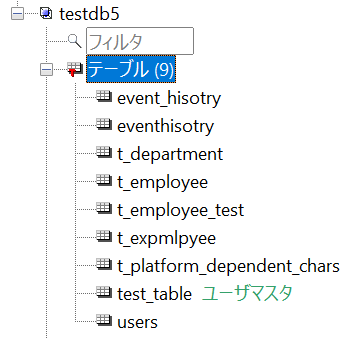 testdb5
フィルタ
テーブル (9)
event_hisotry
eventhisotry
t_department
t_employee
t_employee_test
t_expmlpyee
t_platform_dependent_chars
test_table ユーザマスタ
users